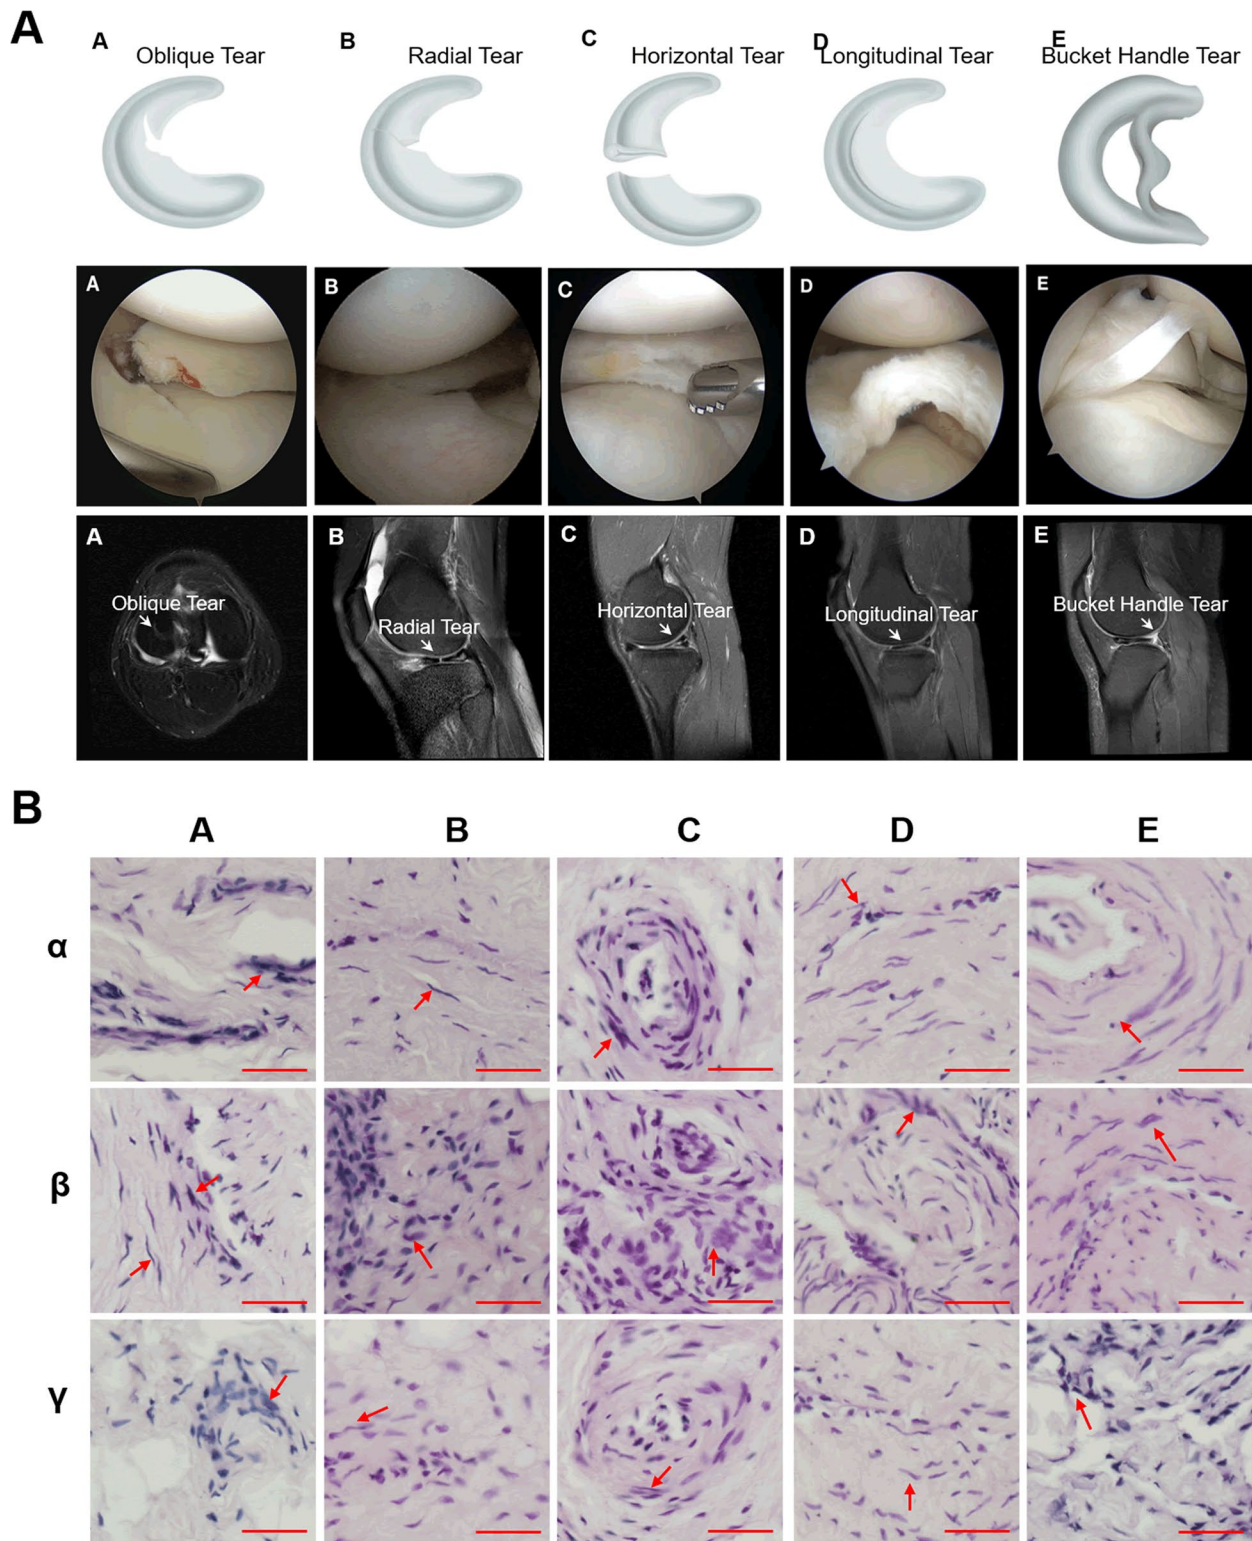 A
A B C D E
Oblique Tear Radial Tear Horizontal Tear Longitudinal Tear Bucket Handle Tear
A B C D E
A B C D E
Oblique Tear Radial Tear Horizontal Tear Longitudinal Tear Bucket Handle Tear
B
A B C D E
α
β
γ